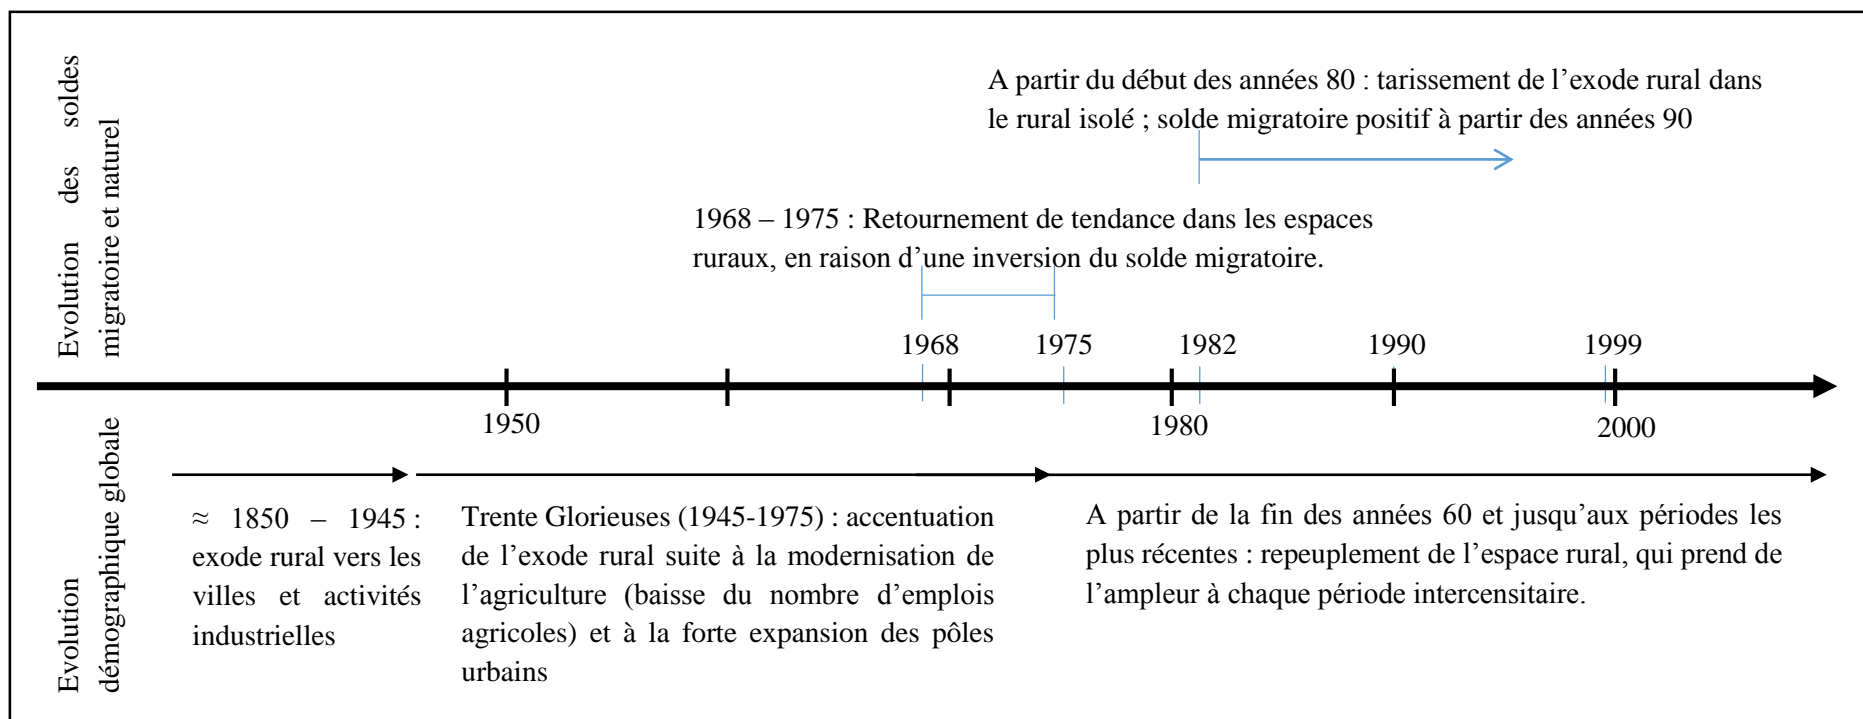 Evolution des soldes
migratoire et naturel
A partir du début des années 80 : tarissement de l’exode rural dans
le rural isolé ; solde migratoire positif à partir des années 90
1968 – 1975 : Retournement de tendance dans les espaces
ruraux, en raison d’une inversion du solde migratoire.
1968 1975 1982 1990 1999
1950 1980 2000
Evolution
démographique globale
≈ 1850 – 1945 :
exode rural vers les
villes et activités
industrielles
Trente Glorieuses (1945-1975) : accentuation
de l’exode rural suite à la modernisation de
l’agriculture (baisse du nombre d’emplois
agricoles) et à la forte expansion des pôles
urbains
A partir de la fin des années 60 et jusqu’aux périodes les
plus récentes : repeuplement de l’espace rural, qui prend de
l’ampleur à chaque période intercensitaire.